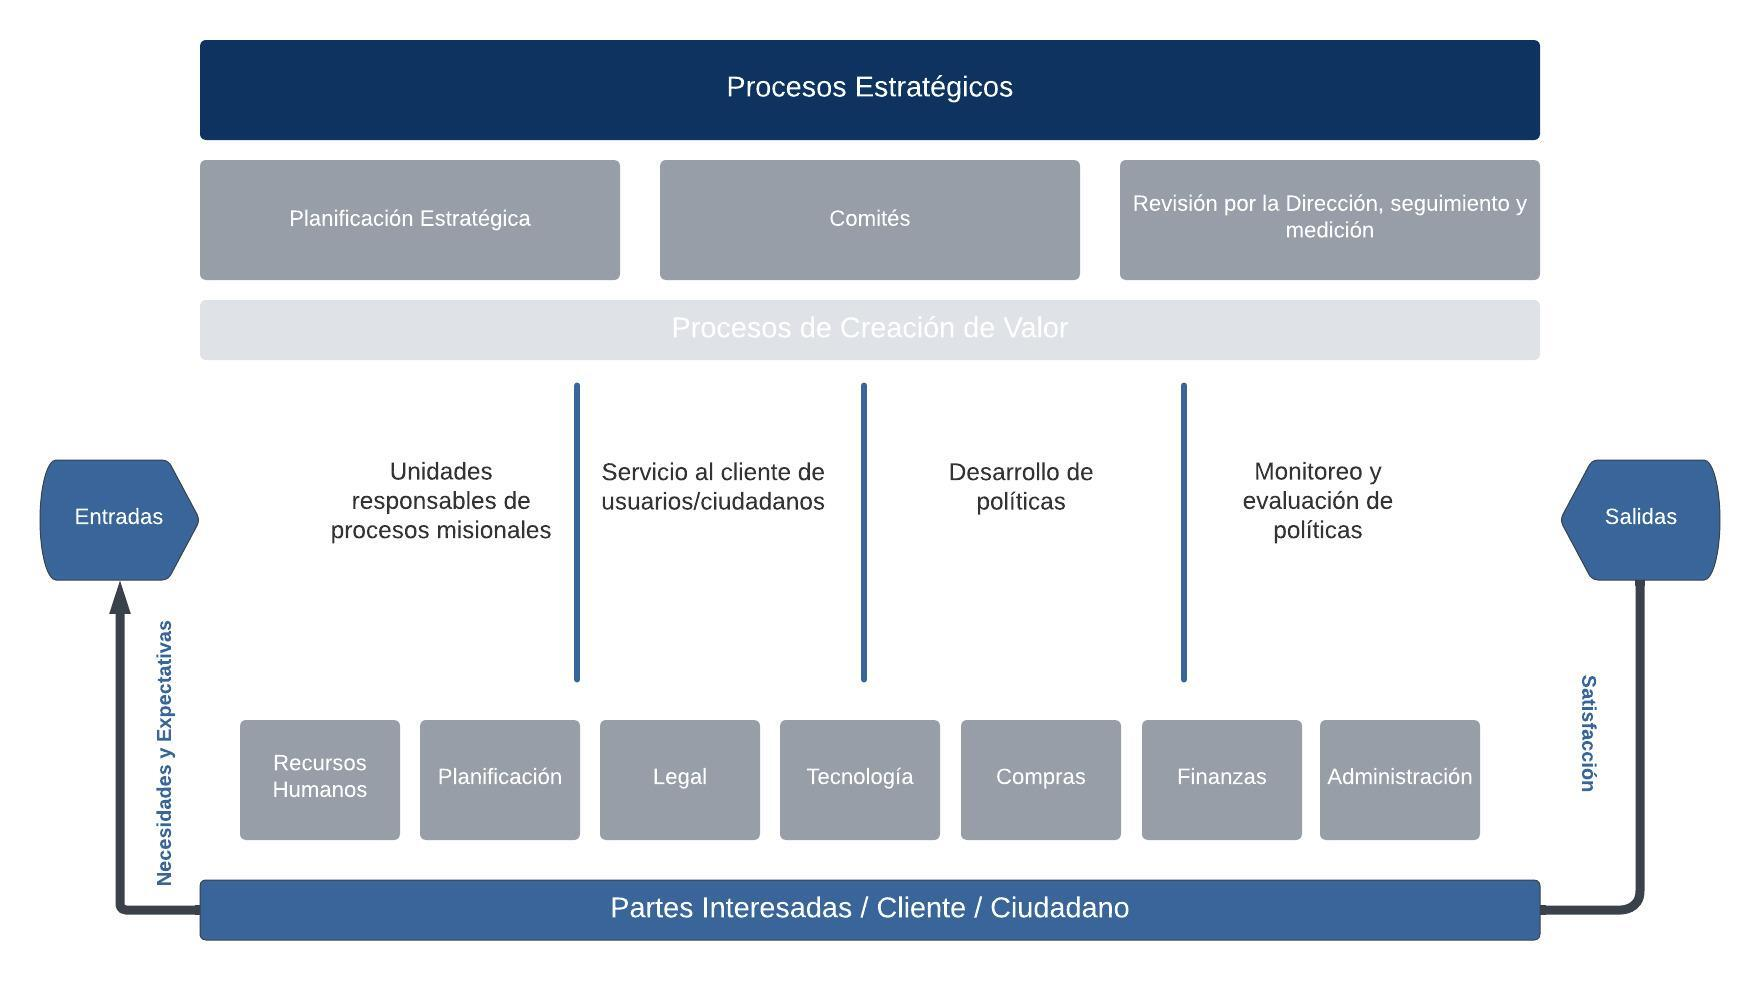 Procesos Estratégicos
Planificación Estratégica
Comités
Revisión por la Dirección, seguimiento y
medición
Procesos de Creación de Valor
Entradas
Unidades
responsables de
procesos misionales
Servicio al cliente de
usuarios/ciudadanos
Desarrollo de
políticas
Monitoreo y
evaluación de
políticas
Salidas
Necesidades y Expectativas
Satisfacción
Recursos
Humanos
Planificación
Legal
Tecnología
Compras
Finanzas
Administración
Partes Interesadas / Cliente / Ciudadano